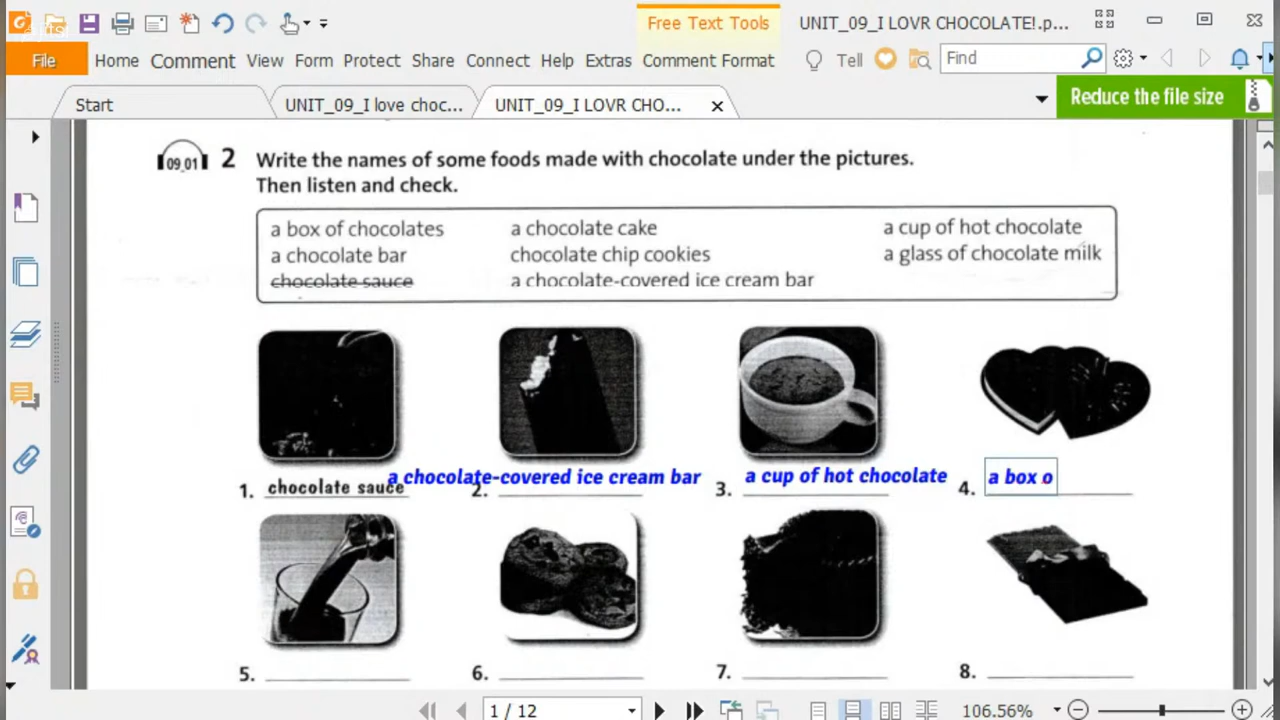 Free Text Tools
UNIT_09_I LOVR CHOCOLATE!.p...
File Home Comment View Form Protect Share Connect Help Extras Comment Format Tell Find
Start UNIT_09_I love choc... UNIT_09_I LOVR CHO...
Reduce the file size
09_01 2 Write the names of some foods made with chocolate under the pictures.
Then listen and check.
a box of chocolates a chocolate cake a cup of hot chocolate
a chocolate bar chocolate chip cookies a glass of chocolate milk
chocolate sauce a chocolate-covered ice cream bar
1. chocolate sauce 2. a chocolate-covered ice cream bar 3. a cup of hot chocolate 4. a box o
5. 6. 7. 8.
1 / 12 106.56%